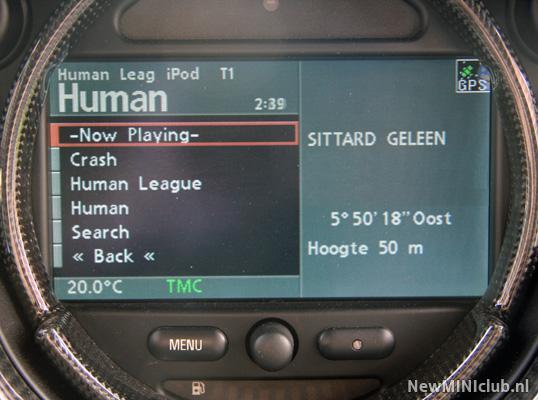 Human Leag iPod T1
Human 2:39
-Now Playing-
Crash
Human League
Human
Search
« Back «
20.0°C TMC
GPS
SITTARD GELEEN
5°50'18"Oost
Hoogte 50 m
MENU
NewMINIclub.nl